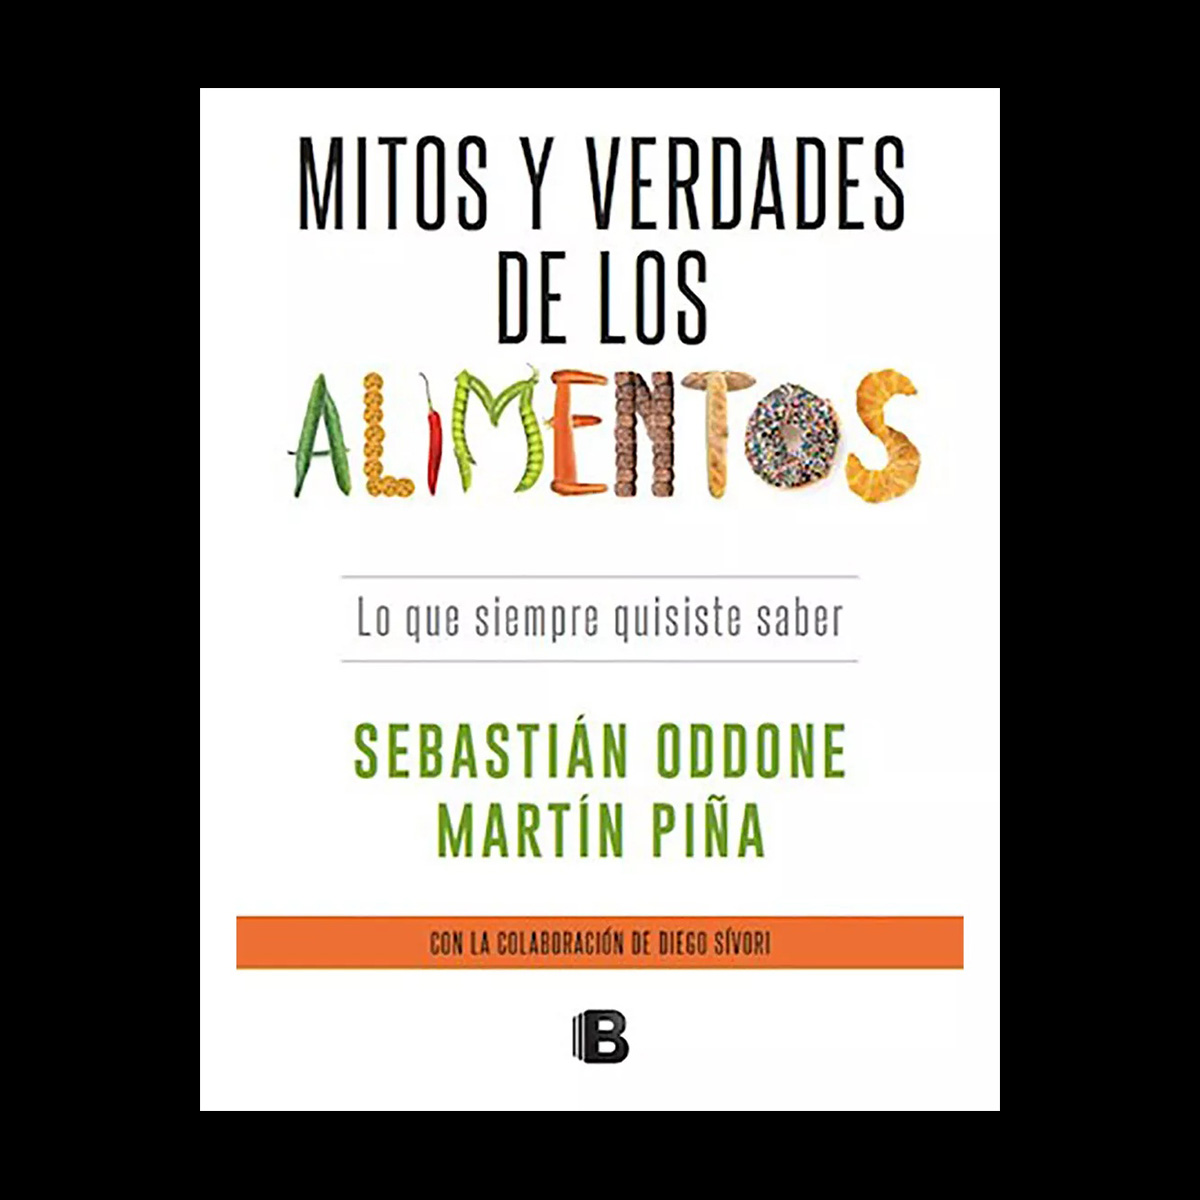 MITOS Y VERDADES
DE LOS
ALIMENTOS
Lo que siempre quisiste saber
SEBASTIÁN ODDONE
MARTÍN PIÑA
CON LA COLABORACIÓN DE DIEGO SÍVORI
B